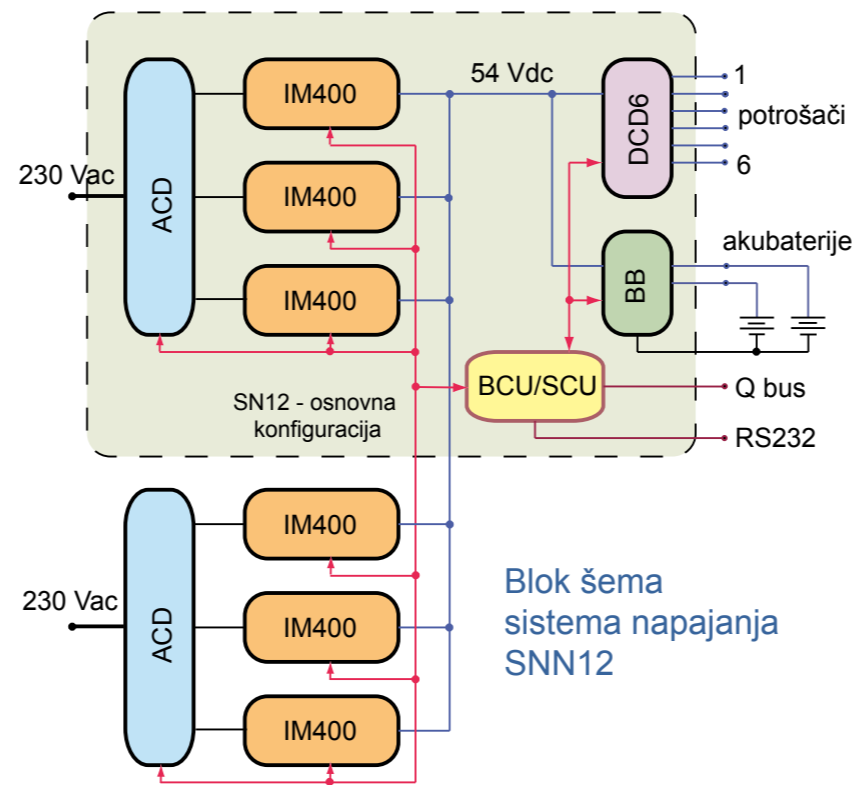 230 Vac
ACD
IM400
IM400
IM400
54 Vdc
DCD6
1
potrošači
6
BB
akubaterije
BCU/SCU
Q bus
RS232
SN12 - osnovna
konfiguracija
230 Vac
ACD
IM400
IM400
IM400
Blok šema
sistema napajanja
SNN12